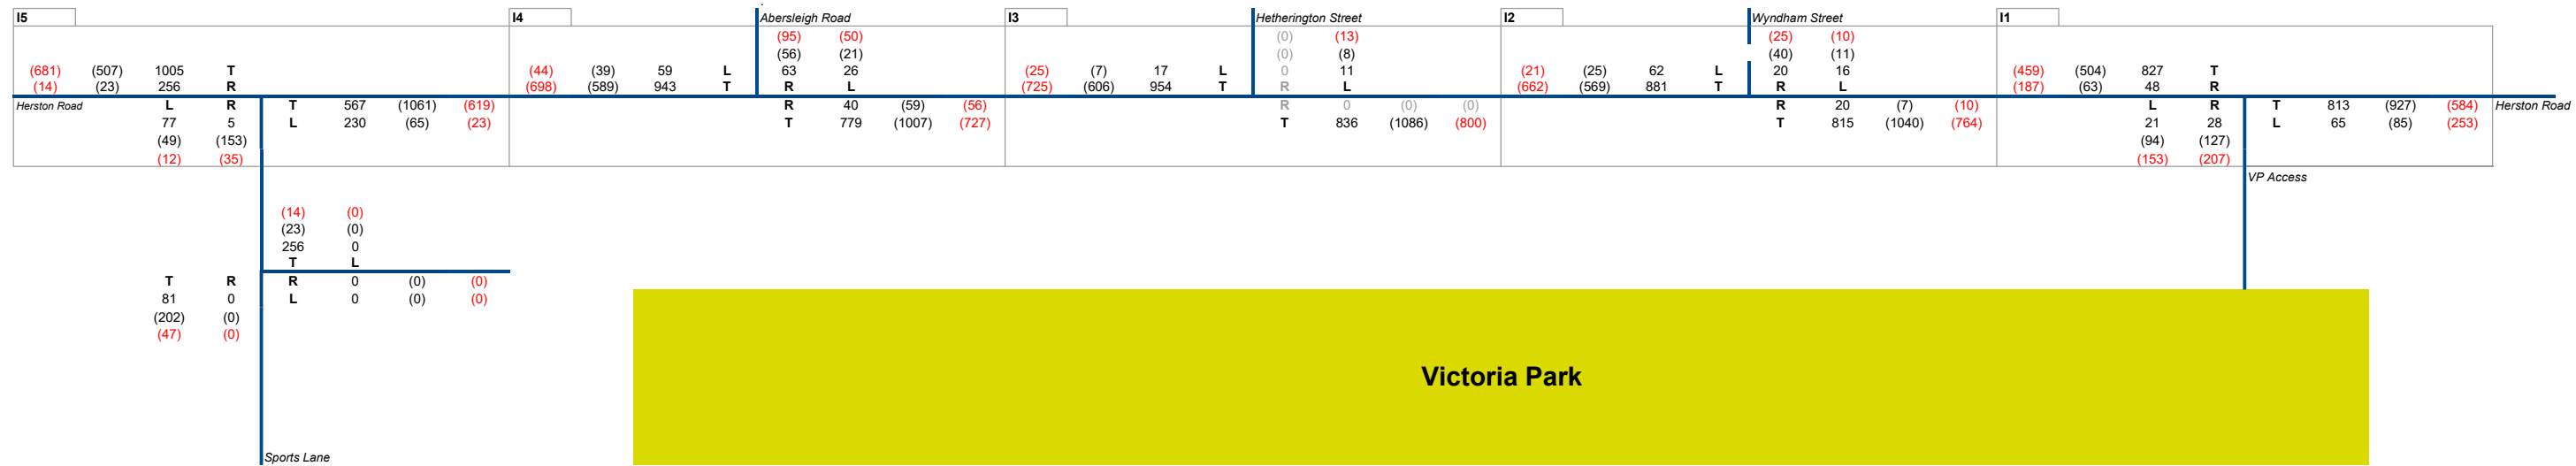 I5 I4 Abersleigh Road I3 Hetherington Street I2 Wyndham Street I1
(95) (50) (0) (13) (25) (10)
(56) (21) (0) (8) (40) (11)
(681) (507) 1005 T (44) (39) 59 L 63 26 (25) (7) 17 L 0 11 (21) (25) 62 L 20 16 (459) (504) 827 T
(14) (23) 256 R (698) (589) 943 T R L (725) (606) 954 T R L (662) (569) 881 T R L (187) (63) 48 R
Herston Road L R T 567 (1061) (619) R 40 (59) (56) R 0 (0) (0) R 20 (7) (10) L R T 813 (927) (584) Herston Road
77 5 L 230 (65) (23) T 779 (1007) (727) T 836 (1086) (800) T 815 (1040) (764) 21 28 L 65 (85) (253)
(49) (153) (94) (127)
(12) (35) (153) (207)
VP Access
(14) (0)
(23) (0)
256 0
T L
T R R 0 (0) (0)
81 0 L 0 (0) (0)
(202) (0)
(47) (0)
Victoria Park
Sports Lane